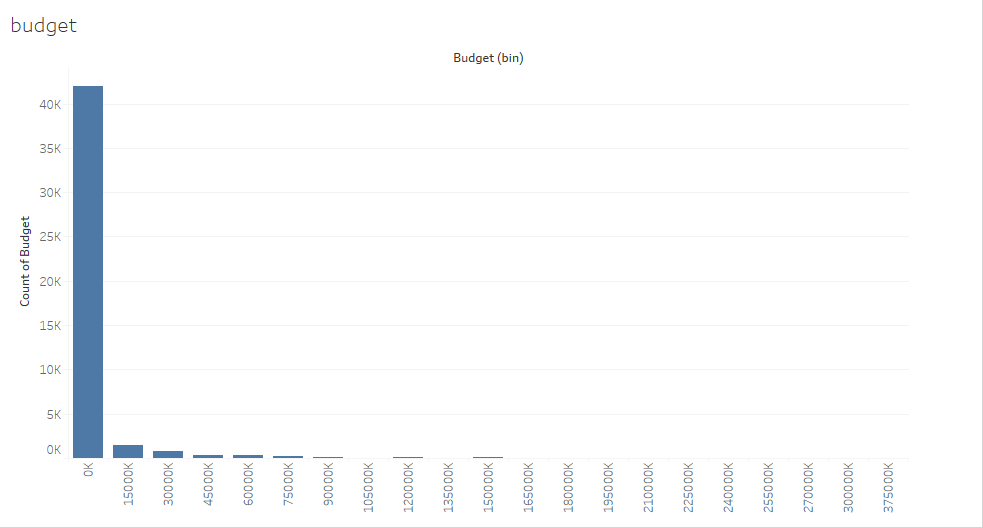 budget
Budget (bin)
Count of Budget
40K
35K
30K
25K
20K
15K
10K
5K
0K
0K
15000K
30000K
45000K
60000K
75000K
90000K
105000K
120000K
135000K
150000K
165000K
180000K
195000K
210000K
225000K
240000K
255000K
270000K
300000K
375000K